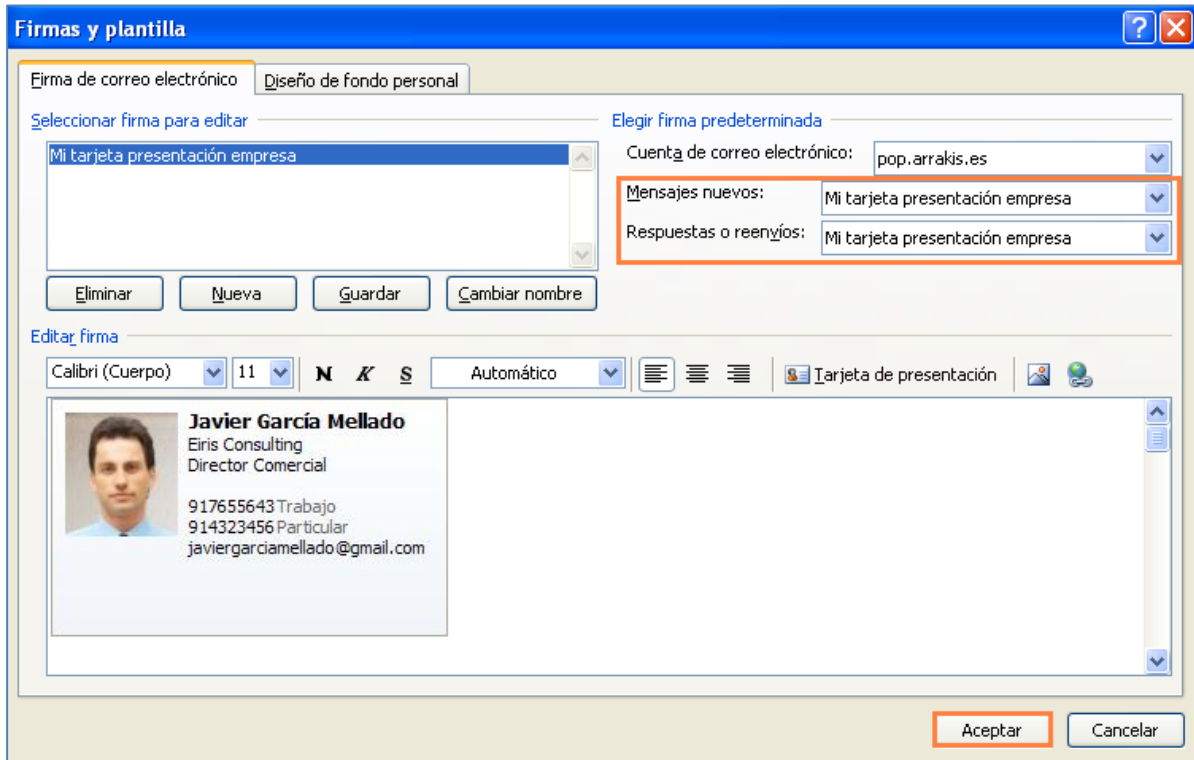 Firmas y plantilla
Firma de correo electrónico
Diseño de fondo personal
Seleccionar firma para editar
Mi tarjeta presentación empresa
Elegir firma predeterminada
Cuenta de correo electrónico: pop.arrakis.es
Mensajes nuevos: Mi tarjeta presentación empresa
Respuestas o reenvíos: Mi tarjeta presentación empresa
Eliminar Nueva Guardar Cambiar nombre
Editar firma
Calibri (Cuerpo) 11 N K S Automático Tarjeta de presentación
Javier García Mellado
Eiris Consulting
Director Comercial
917655643 Trabajo
914323456 Particular
javiergarciamellado@gmail.com
Aceptar Cancelar